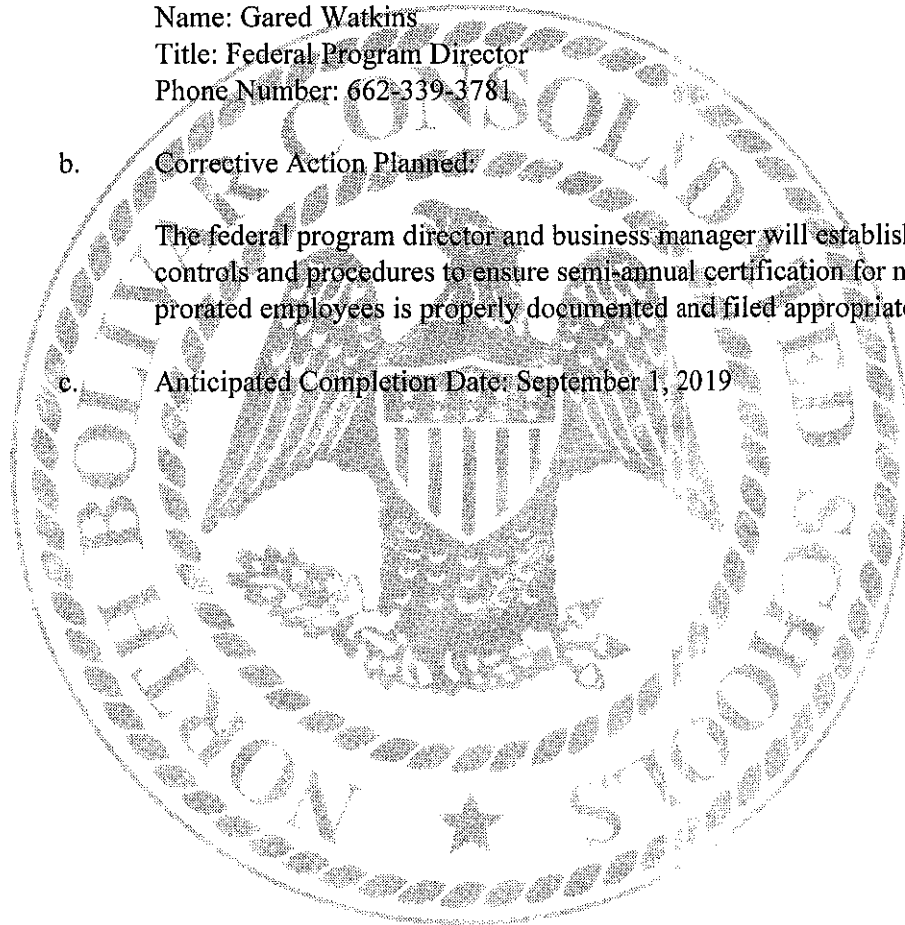 Name: Gared Watkins
Title: Federal Program Director
Phone Number: 662-339-3781
b. Corrective Action Planned:
The federal program director and business manager will establish
controls and procedures to ensure semi-annual certification for
prorated employees is properly documented and filed
c. Anticipated Completion Date: September 1, 2019
NORTH BOLIVAR CONSOLIDATED SCHOOLS